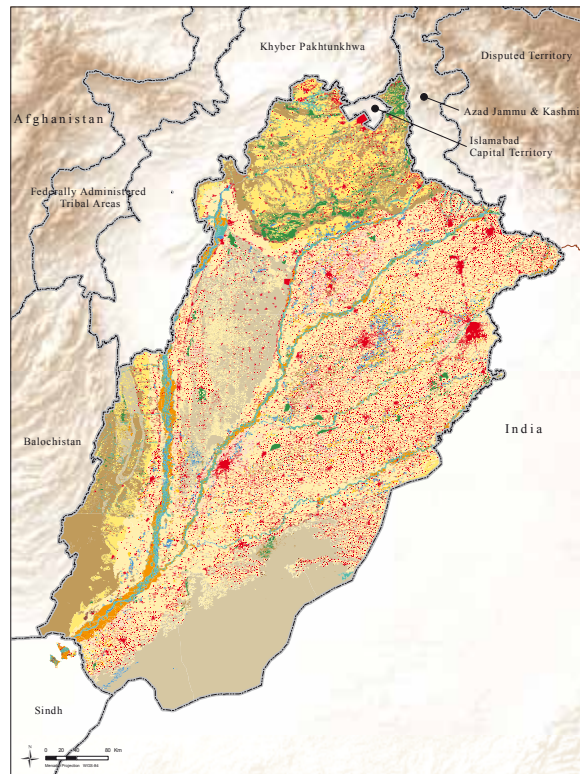 Khyber Pakhtunkhwa
Disputed Territory
Azad Jammu & Kashmi
Afghanistan
Islamabad
Capital Territory
Federally Administered
Tribal Areas
India
Balochistan
Sindh
N
0 20 40 80 Km